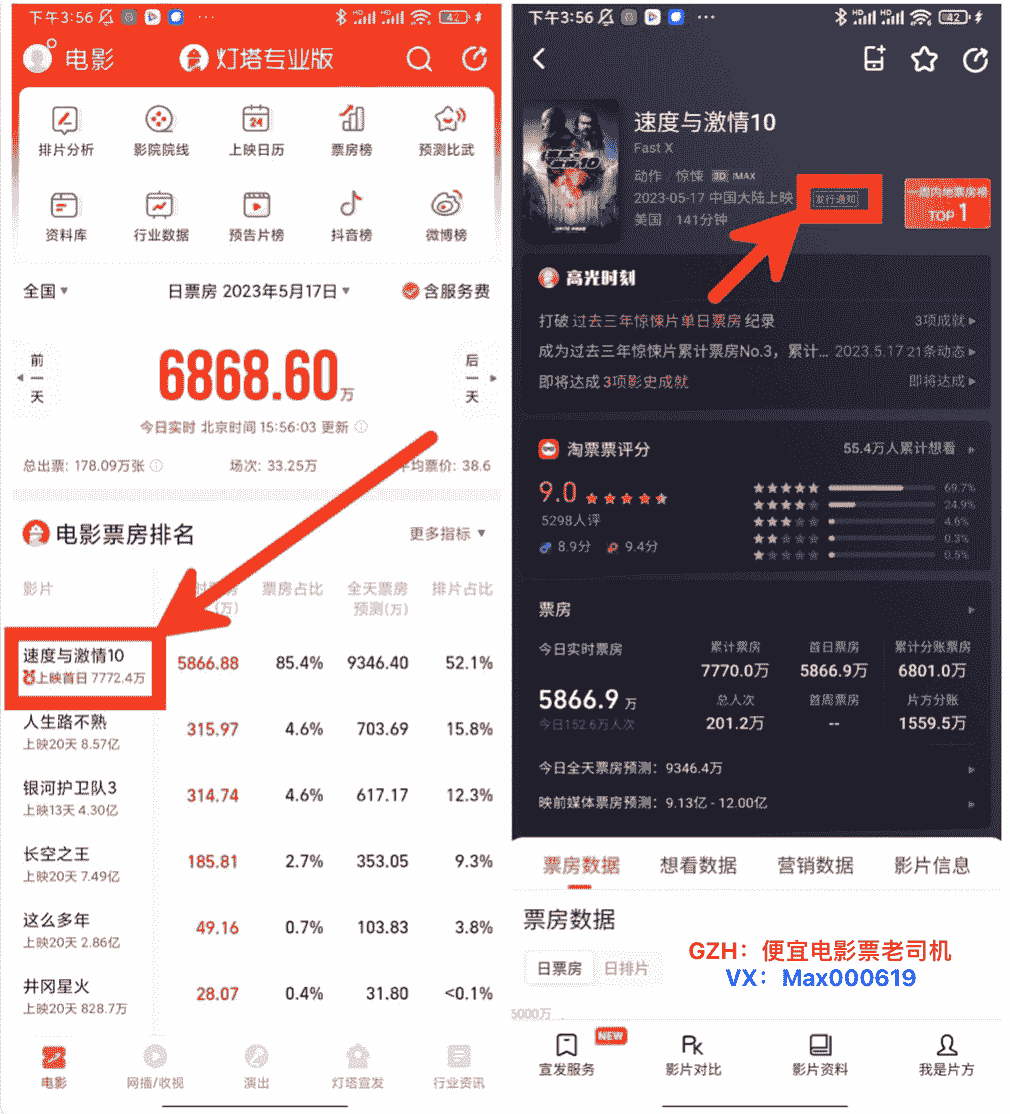 下午3:56
42
电影
灯塔专业版
排片分析
影院院线
24
上映日历
票房榜
预测比武
资料库
行业数据
预告片榜
抖音榜
微博榜
全国
日票房 2023年5月17日
含服务费
前一天
6868.60万
后一天
今日实时 北京时间 15:56:03 更新
总出票: 178.09万张
场次: 33.25万
平均票价: 38.6
电影票房排名
更多指标
影片
(万)
票房占比
全天票房
预测(万)
排片占比
速度与激情10
上映首日 7772.4万
5866.88
85.4%
9346.40
52.1%
人生路不熟
上映20天 8.57亿
315.97
4.6%
703.69
15.8%
银河护卫队3
上映13天 4.30亿
314.74
4.6%
617.17
12.3%
长空之王
上映20天 7.49亿
185.81
2.7%
353.05
9.3%
这么多年
上映20天 2.86亿
49.16
0.7%
103.83
3.8%
井冈星火
上映20天 828.7万
28.07
0.4%
31.80
<0.1%
电影
网播/收视
演出
灯塔宣发
行业资讯
下午3:56
42
速度与激情10
Fast X
动作 / 惊悚 3D IMAX
2023-05-17 中国大陆上映
发行通知
美国 / 141分钟
TOP 1
高光时刻
打破 过去三年惊悚片单日票房 纪录
3项成就
成为过去三年惊悚片累计票房No.3，累计...
2023.5.17 21条动态
即将达成 3项影史成就
即将达成
淘票票评分
55.4万人累计想看
9.0
5298人评
8.9分
9.4分
69.7%
24.9%
4.6%
0.3%
0.5%
票房
今日实时票房
5866.9万
今日152.6万人次
累计票房
7770.0万
首日票房
5866.9万
累计分账票房
6801.0万
总人次
201.2万
首周票房
--
片方分账
1559.5万
今日全天票房预测：9346.4万
映前媒体票房预测：9.13亿 - 12.00亿
票房数据
想看数据
营销数据
影片信息
票房数据
日票房
日排片
GZH：便宜电影票老司机
VX：Max000619
5000万
宣发服务
NEW
影片对比
影片资料
我是片方